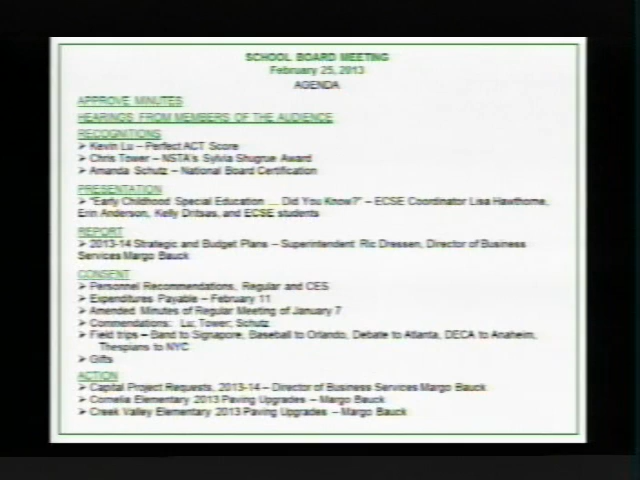 SCHOOL BOARD MEETING
February 25, 2013
AGENDA
APPROVE MINUTES
HEARINGS FROM MEMBERS OF THE AUDIENCE
RECOGNITIONS
➢ Kevin Lu – Perfect ACT Score
➢ Chris Tower – NSTA's Sylvia Shugrue Award
➢ Amanda Schutz – National Board Certification
PRESENTATION
➢ "Early Childhood Special Education ... Did You Know?" – ECSE Coordinator Lisa Hawthorne,
Erin Anderson, Kelly Dritsas, and ECSE students
REPORT
➢ 2013-14 Strategic and Budget Plans – Superintendent Ric Dressen, Director of Business
Services Margo Bauck
CONSENT
➢ Personnel Recommendations, Regular and CES
➢ Expenditures Payable – February 11
➢ Amended Minutes of Regular Meeting of January 7
➢ Commendations: Lu, Tower, Schutz
➢ Field trips – Band to Signapore, Baseball to Orlando, Debate to Atlanta, DECA to Anaheim,
Thespians to NYC
➢ Gifts
ACTION
➢ Capital Project Requests, 2013-14 – Director of Business Services Margo Bauck
➢ Cornelia Elementary 2013 Paving Upgrades – Margo Bauck
➢ Creek Valley Elementary 2013 Paving Upgrades – Margo Bauck